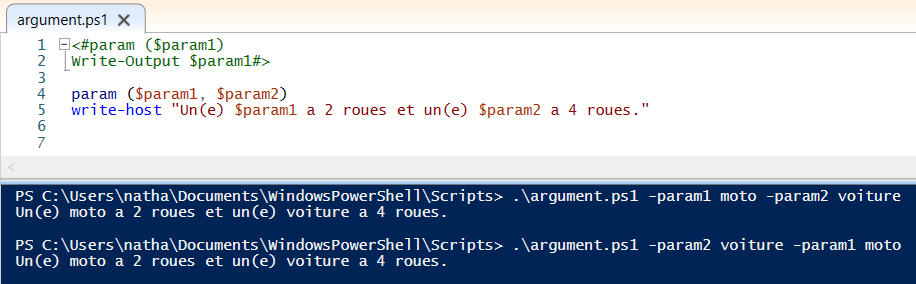 argument.ps1
1 <#param ($param1)
2 Write-Output $param1#>
3
4 param ($param1, $param2)
5 write-host "Un(e) $param1 a 2 roues et un(e) $param2 a 4 roues."
6
7
PS C:\Users\natha\Documents\WindowsPowerShell\Scripts> .\argument.ps1 -param1 moto -param2 voiture
Un(e) moto a 2 roues et un(e) voiture a 4 roues.
PS C:\Users\natha\Documents\WindowsPowerShell\Scripts> .\argument.ps1 -param2 voiture -param1 moto
Un(e) moto a 2 roues et un(e) voiture a 4 roues.